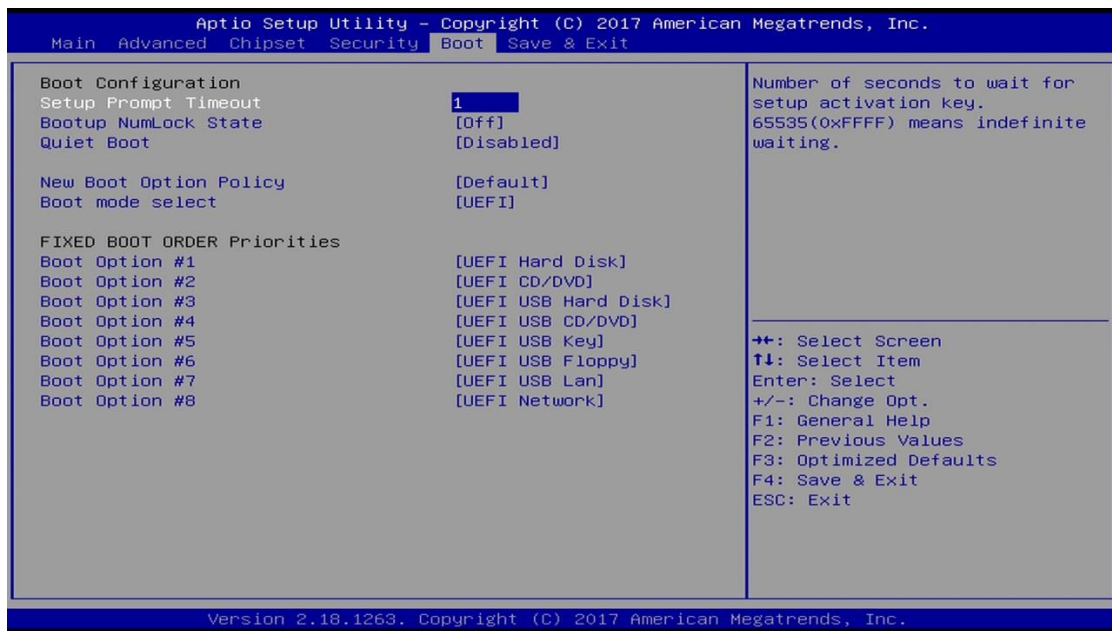 Aptio Setup Utility – Copyright (C) 2017 American Megatrends, Inc.
Main Advanced Chipset Security Boot Save & Exit
Boot Configuration
Setup Prompt Timeout 1
Bootup NumLock State [Off]
Quiet Boot [Disabled]
New Boot Option Policy [Default]
Boot mode select [UEFI]
FIXED BOOT ORDER Priorities
Boot Option #1 [UEFI Hard Disk]
Boot Option #2 [UEFI CD/DVD]
Boot Option #3 [UEFI USB Hard Disk]
Boot Option #4 [UEFI USB CD/DVD]
Boot Option #5 [UEFI USB Key]
Boot Option #6 [UEFI USB Floppy]
Boot Option #7 [UEFI USB Lan]
Boot Option #8 [UEFI Network]
Number of seconds to wait for
setup activation key.
65535(0xFFFF) means indefinite
waiting.
→←: Select Screen
↑↓: Select Item
Enter: Select
+/-: Change Opt.
F1: General Help
F2: Previous Values
F3: Optimized Defaults
F4: Save & Exit
ESC: Exit
Version 2.18.1263. Copyright (C) 2017 American Megatrends, Inc.